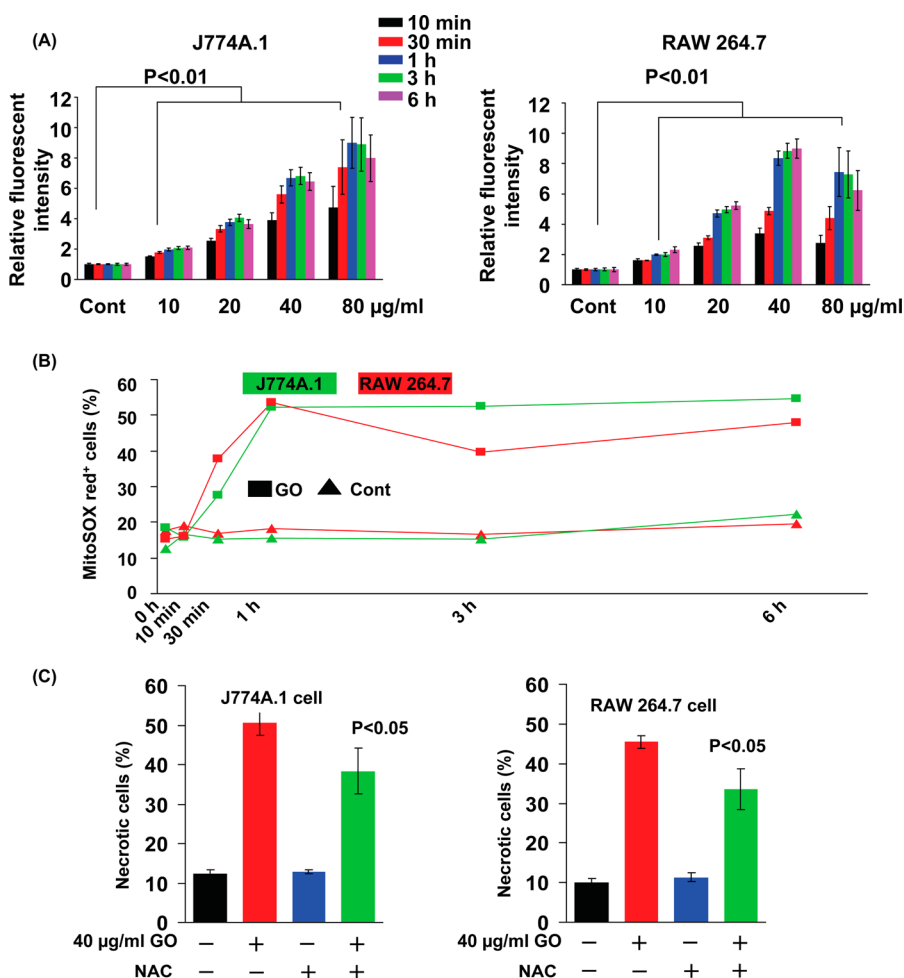 (A)
J774A.1
10 min
30 min
1 h
3 h
6 h
RAW 264.7
P<0.01
12
10
8
6
4
2
0
Relative fluorescent
intensity
Cont 10 20 40 80 µg/ml
P<0.01
12
10
8
6
4
2
0
Relative fluorescent
intensity
Cont 10 20 40 80 µg/ml
(B)
J774A.1 RAW 264.7
60
50
40
30
20
10
0
MitoSOX red⁺ cells (%)
GO Cont
0 h
10 min
30 min
1 h
3 h
6 h
(C)
J774A.1 cell
P<0.05
60
50
40
30
20
10
0
Necrotic cells (%)
40 µg/ml GO − + − +
NAC − − + +
RAW 264.7 cell
P<0.05
60
50
40
30
20
10
0
Necrotic cells (%)
40 µg/ml GO − + − +
NAC − − + +